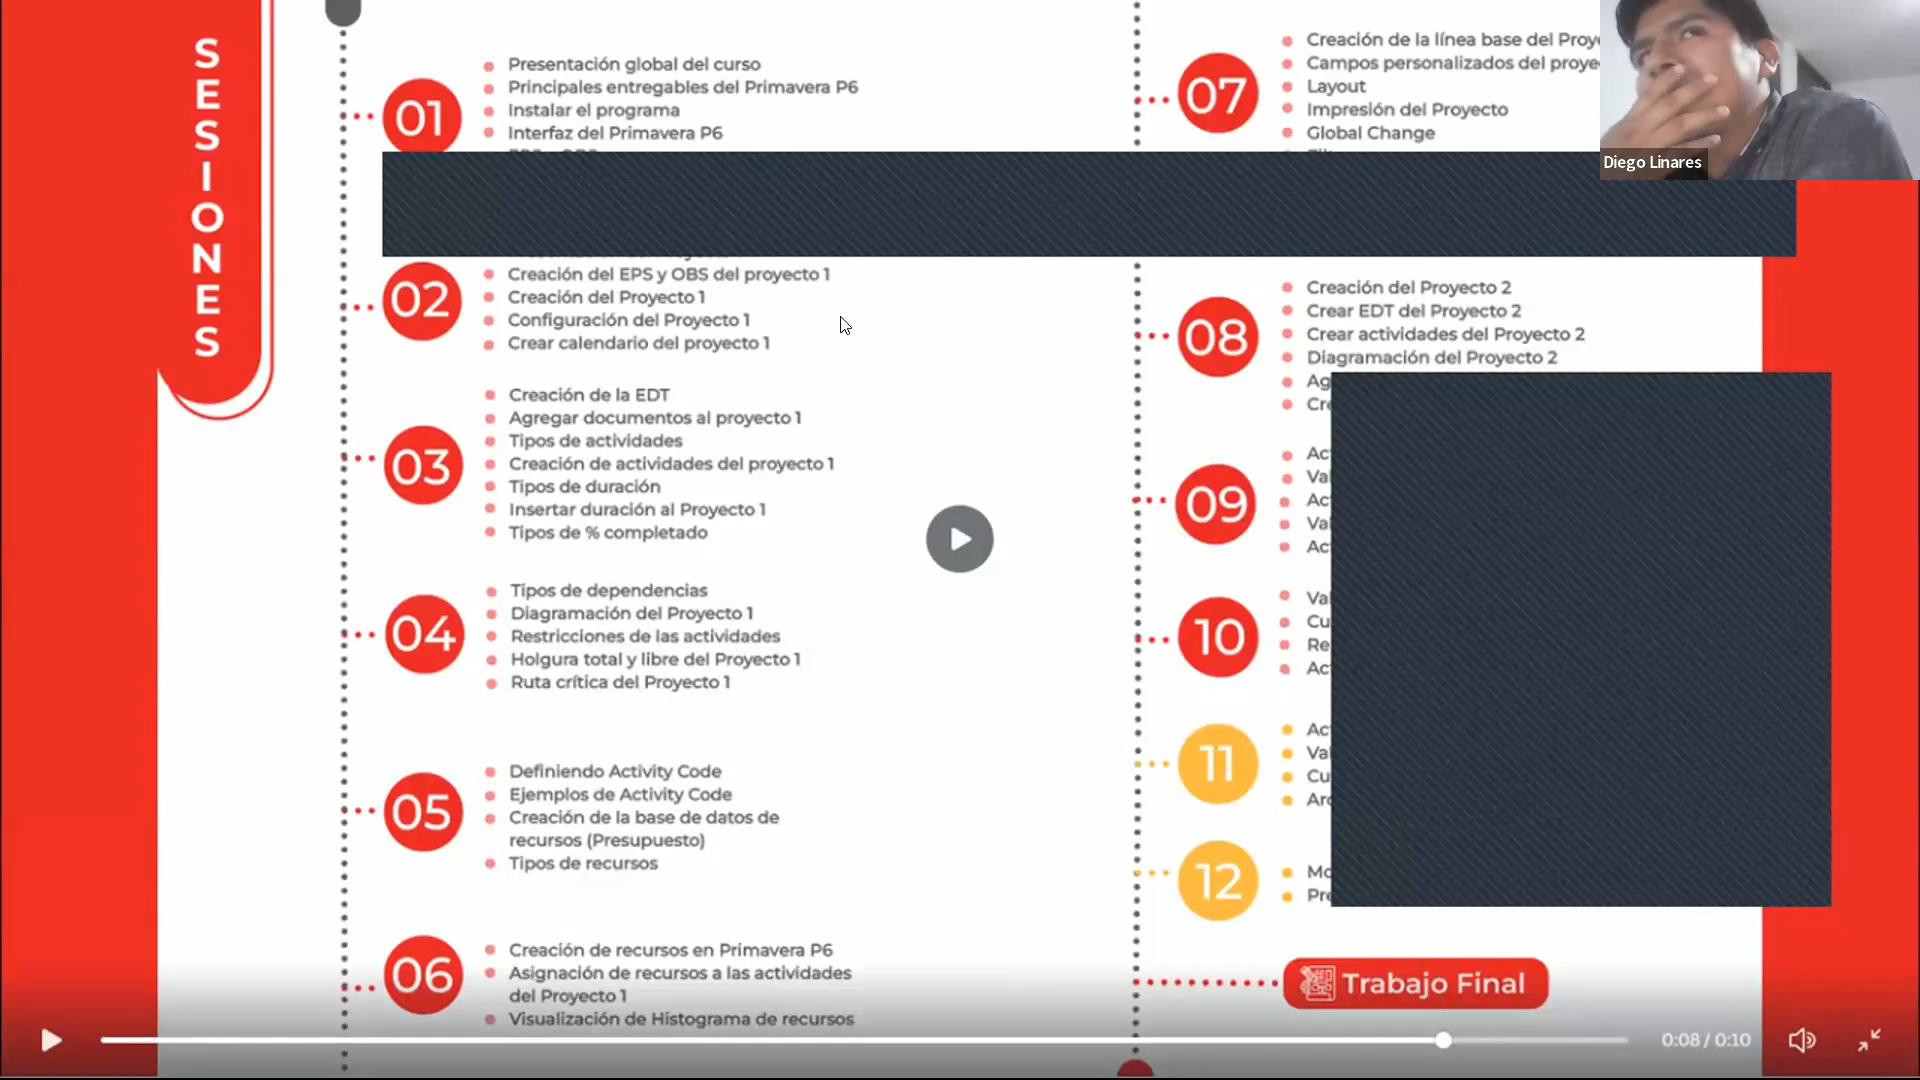 SESIONES
01
Presentación global del curso
Principales entregables del Primavera P6
Instalar el programa
Interfaz del Primavera P6
02
Creación del EPS y OBS del proyecto 1
Creación del Proyecto 1
Configuración del Proyecto 1
Crear calendario del proyecto 1
03
Creación de la EDT
Agregar documentos al proyecto 1
Tipos de actividades
Creación de actividades del proyecto 1
Tipos de duración
Insertar duración al Proyecto 1
Tipos de % completado
04
Tipos de dependencias
Diagramación del Proyecto 1
Restricciones de las actividades
Holgura total y libre del Proyecto 1
Ruta crítica del Proyecto 1
05
Definiendo Activity Code
Ejemplos de Activity Code
Creación de la base de datos de
recursos (Presupuesto)
Tipos de recursos
06
Creación de recursos en Primavera P6
Asignación de recursos a las actividades
del Proyecto 1
Visualización de Histograma de recursos
07
Creación de la línea base del
Campos personalizados del
Layout
Impresión del Proyecto
Global Change
08
Creación del Proyecto 2
Crear EDT del Proyecto 2
Crear actividades del Proyecto 2
Diagramación del Proyecto 2
09
10
11
12
Trabajo Final
Diego Linares
0:08 / 0:10